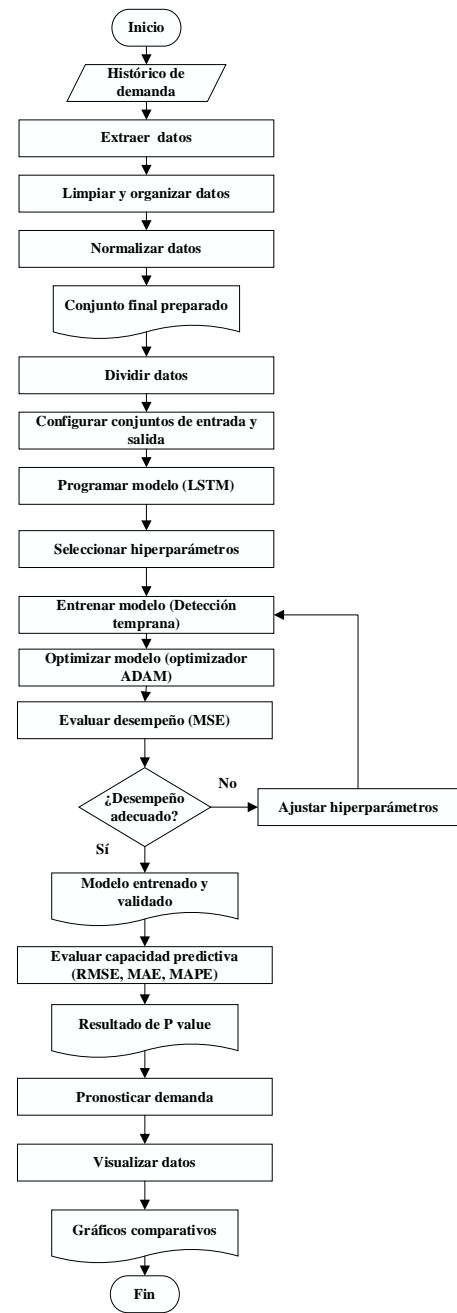 Inicio
Histórico de
demanda
Extraer datos
Limpiar y organizar datos
Normalizar datos
Conjunto final preparado
Dividir datos
Configurar conjuntos de entrada y
salida
Programar modelo (LSTM)
Seleccionar hiperparámetros
Entrenar modelo (Detección
temprana)
Optimizar modelo (optimizador
ADAM)
Evaluar desempeño (MSE)
¿Desempeño
adecuado?
No
Ajustar hiperparámetros
Sí
Modelo entrenado y
validado
Evaluar capacidad predictiva
(RMSE, MAE, MAPE)
Resultado de P value
Pronosticar demanda
Visualizar datos
Gráficos comparativos
Fin